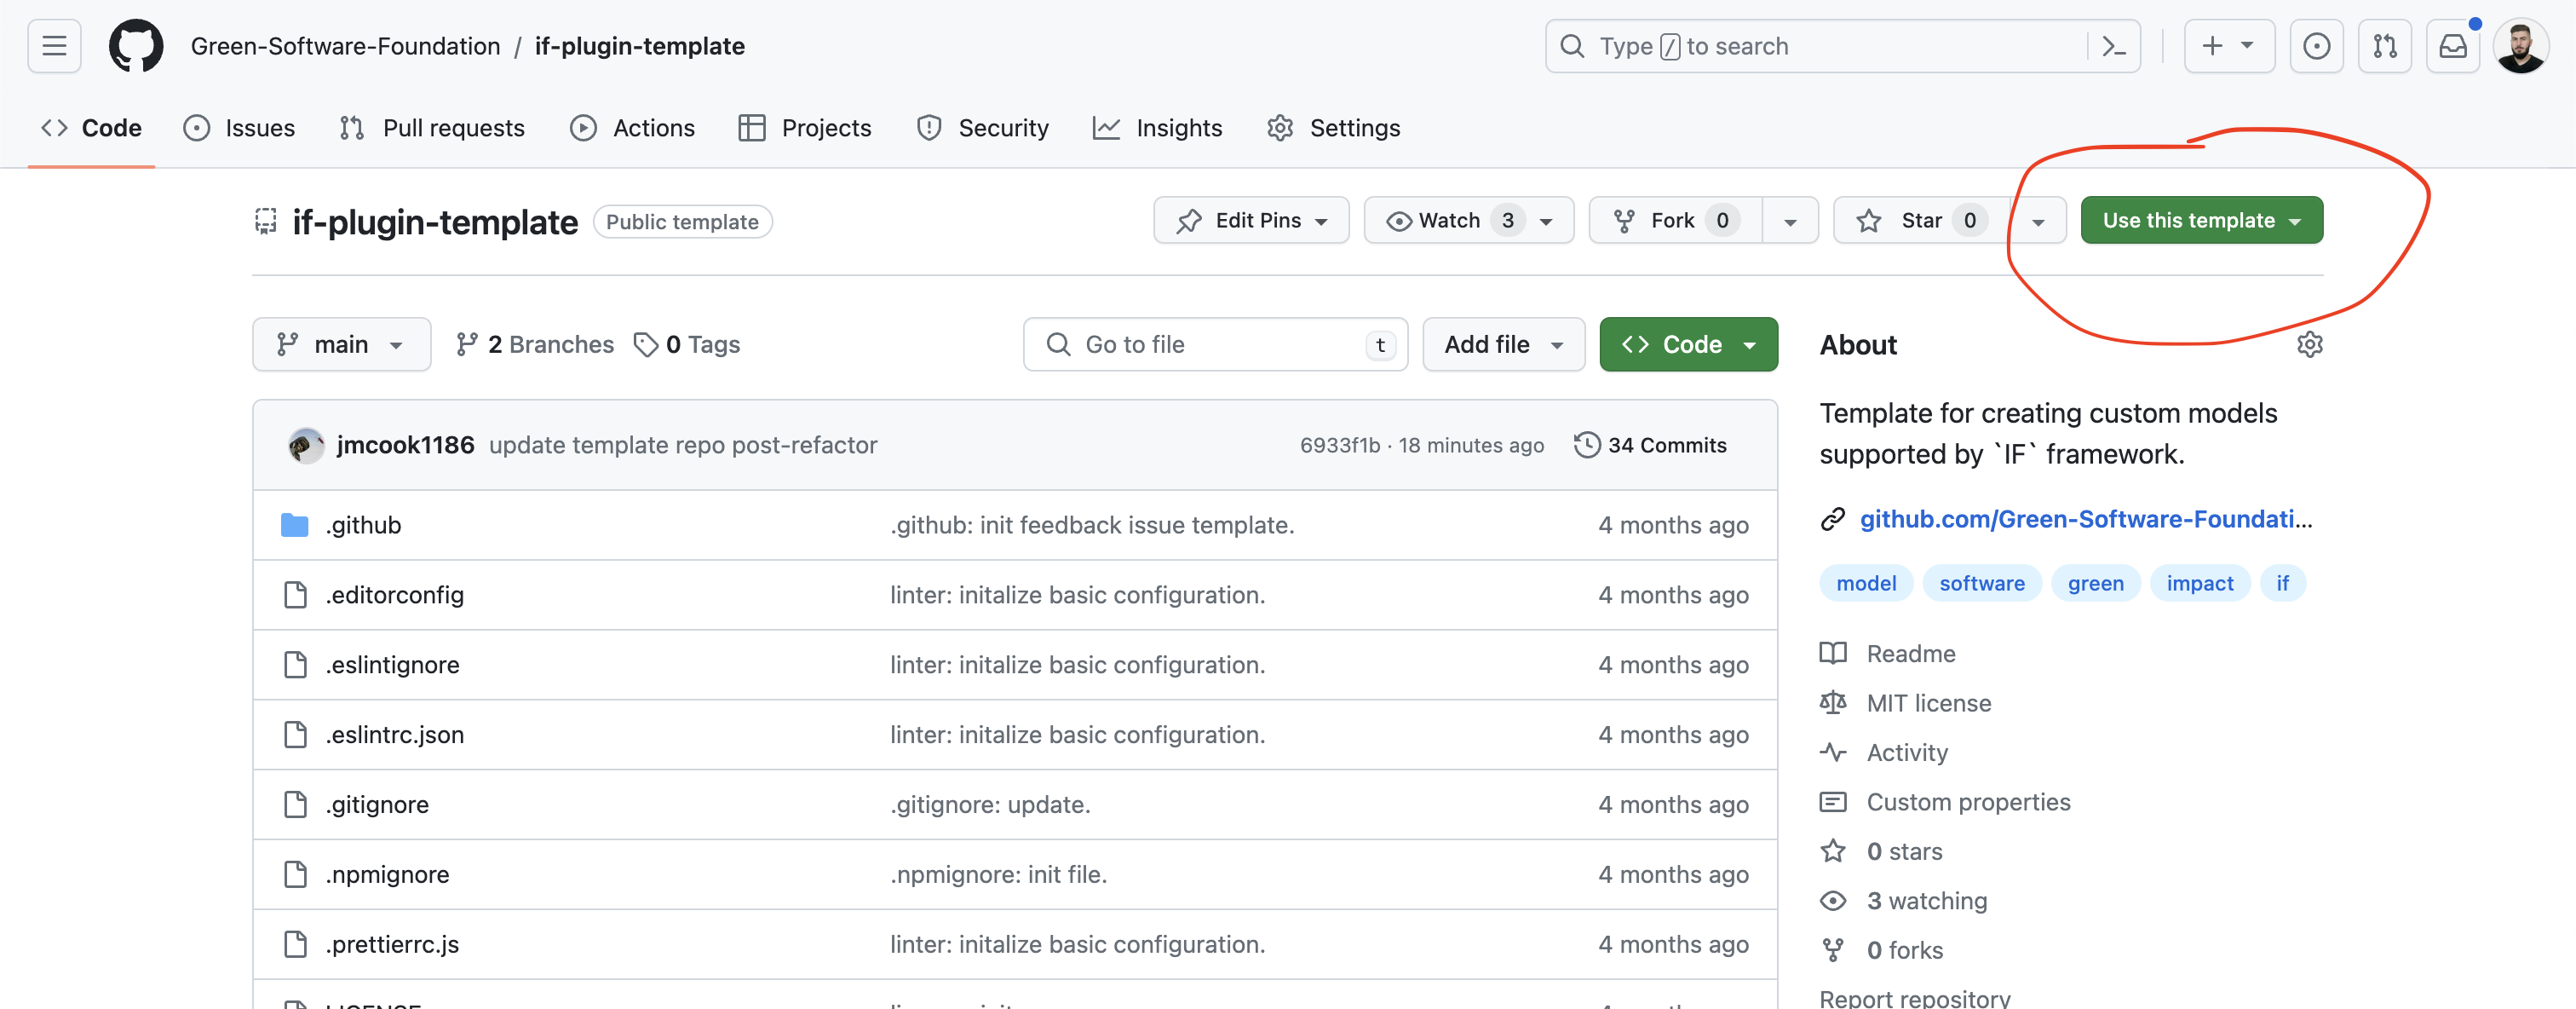 Green-Software-Foundation / if-plugin-template
Type / to search
Code Issues Pull requests Actions Projects Security Insights Settings
if-plugin-template Public template
Edit Pins Watch 3 Fork 0 Star 0 Use this template
main 2 Branches 0 Tags
Go to file t Add file Code
jmcook1186 update template repo post-refactor 6933f1b · 18 minutes ago 34 Commits
.github .github: init feedback issue template. 4 months ago
.editorconfig linter: initalize basic configuration. 4 months ago
.eslintignore linter: initalize basic configuration. 4 months ago
.eslintrc.json linter: initalize basic configuration. 4 months ago
.gitignore .gitignore: update. 4 months ago
.npmignore .npmignore: init file. 4 months ago
.prettierrc.js linter: initalize basic configuration. 4 months ago
About
Template for creating custom models
supported by `IF` framework.
github.com/Green-Software-Foundati...
model software green impact if
Readme
MIT license
Activity
Custom properties
0 stars
3 watching
0 forks
Report repository